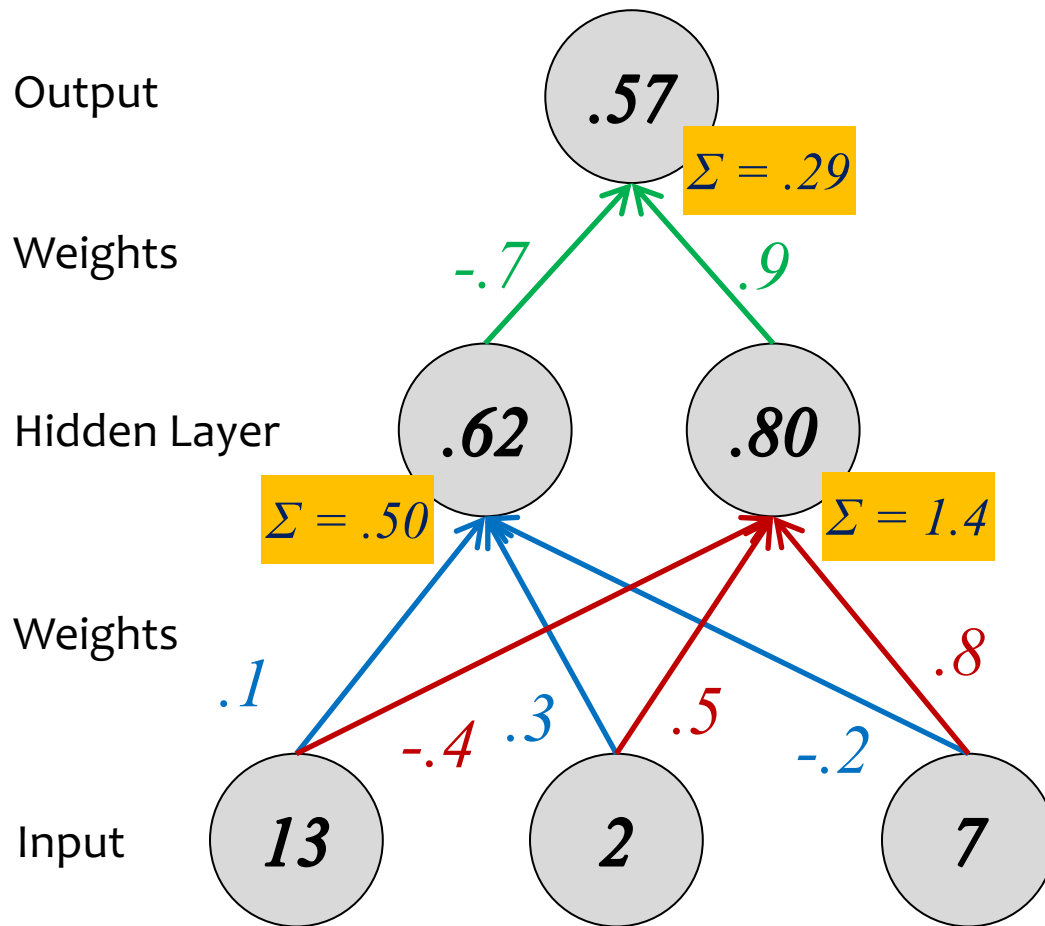 Output
.57
Σ = .29
Weights
-.7
.9
Hidden Layer
.62
.80
Σ = .50
Σ = 1.4
Weights
.1
-.4
.3
.5
-.2
.8
Input
13
2
7